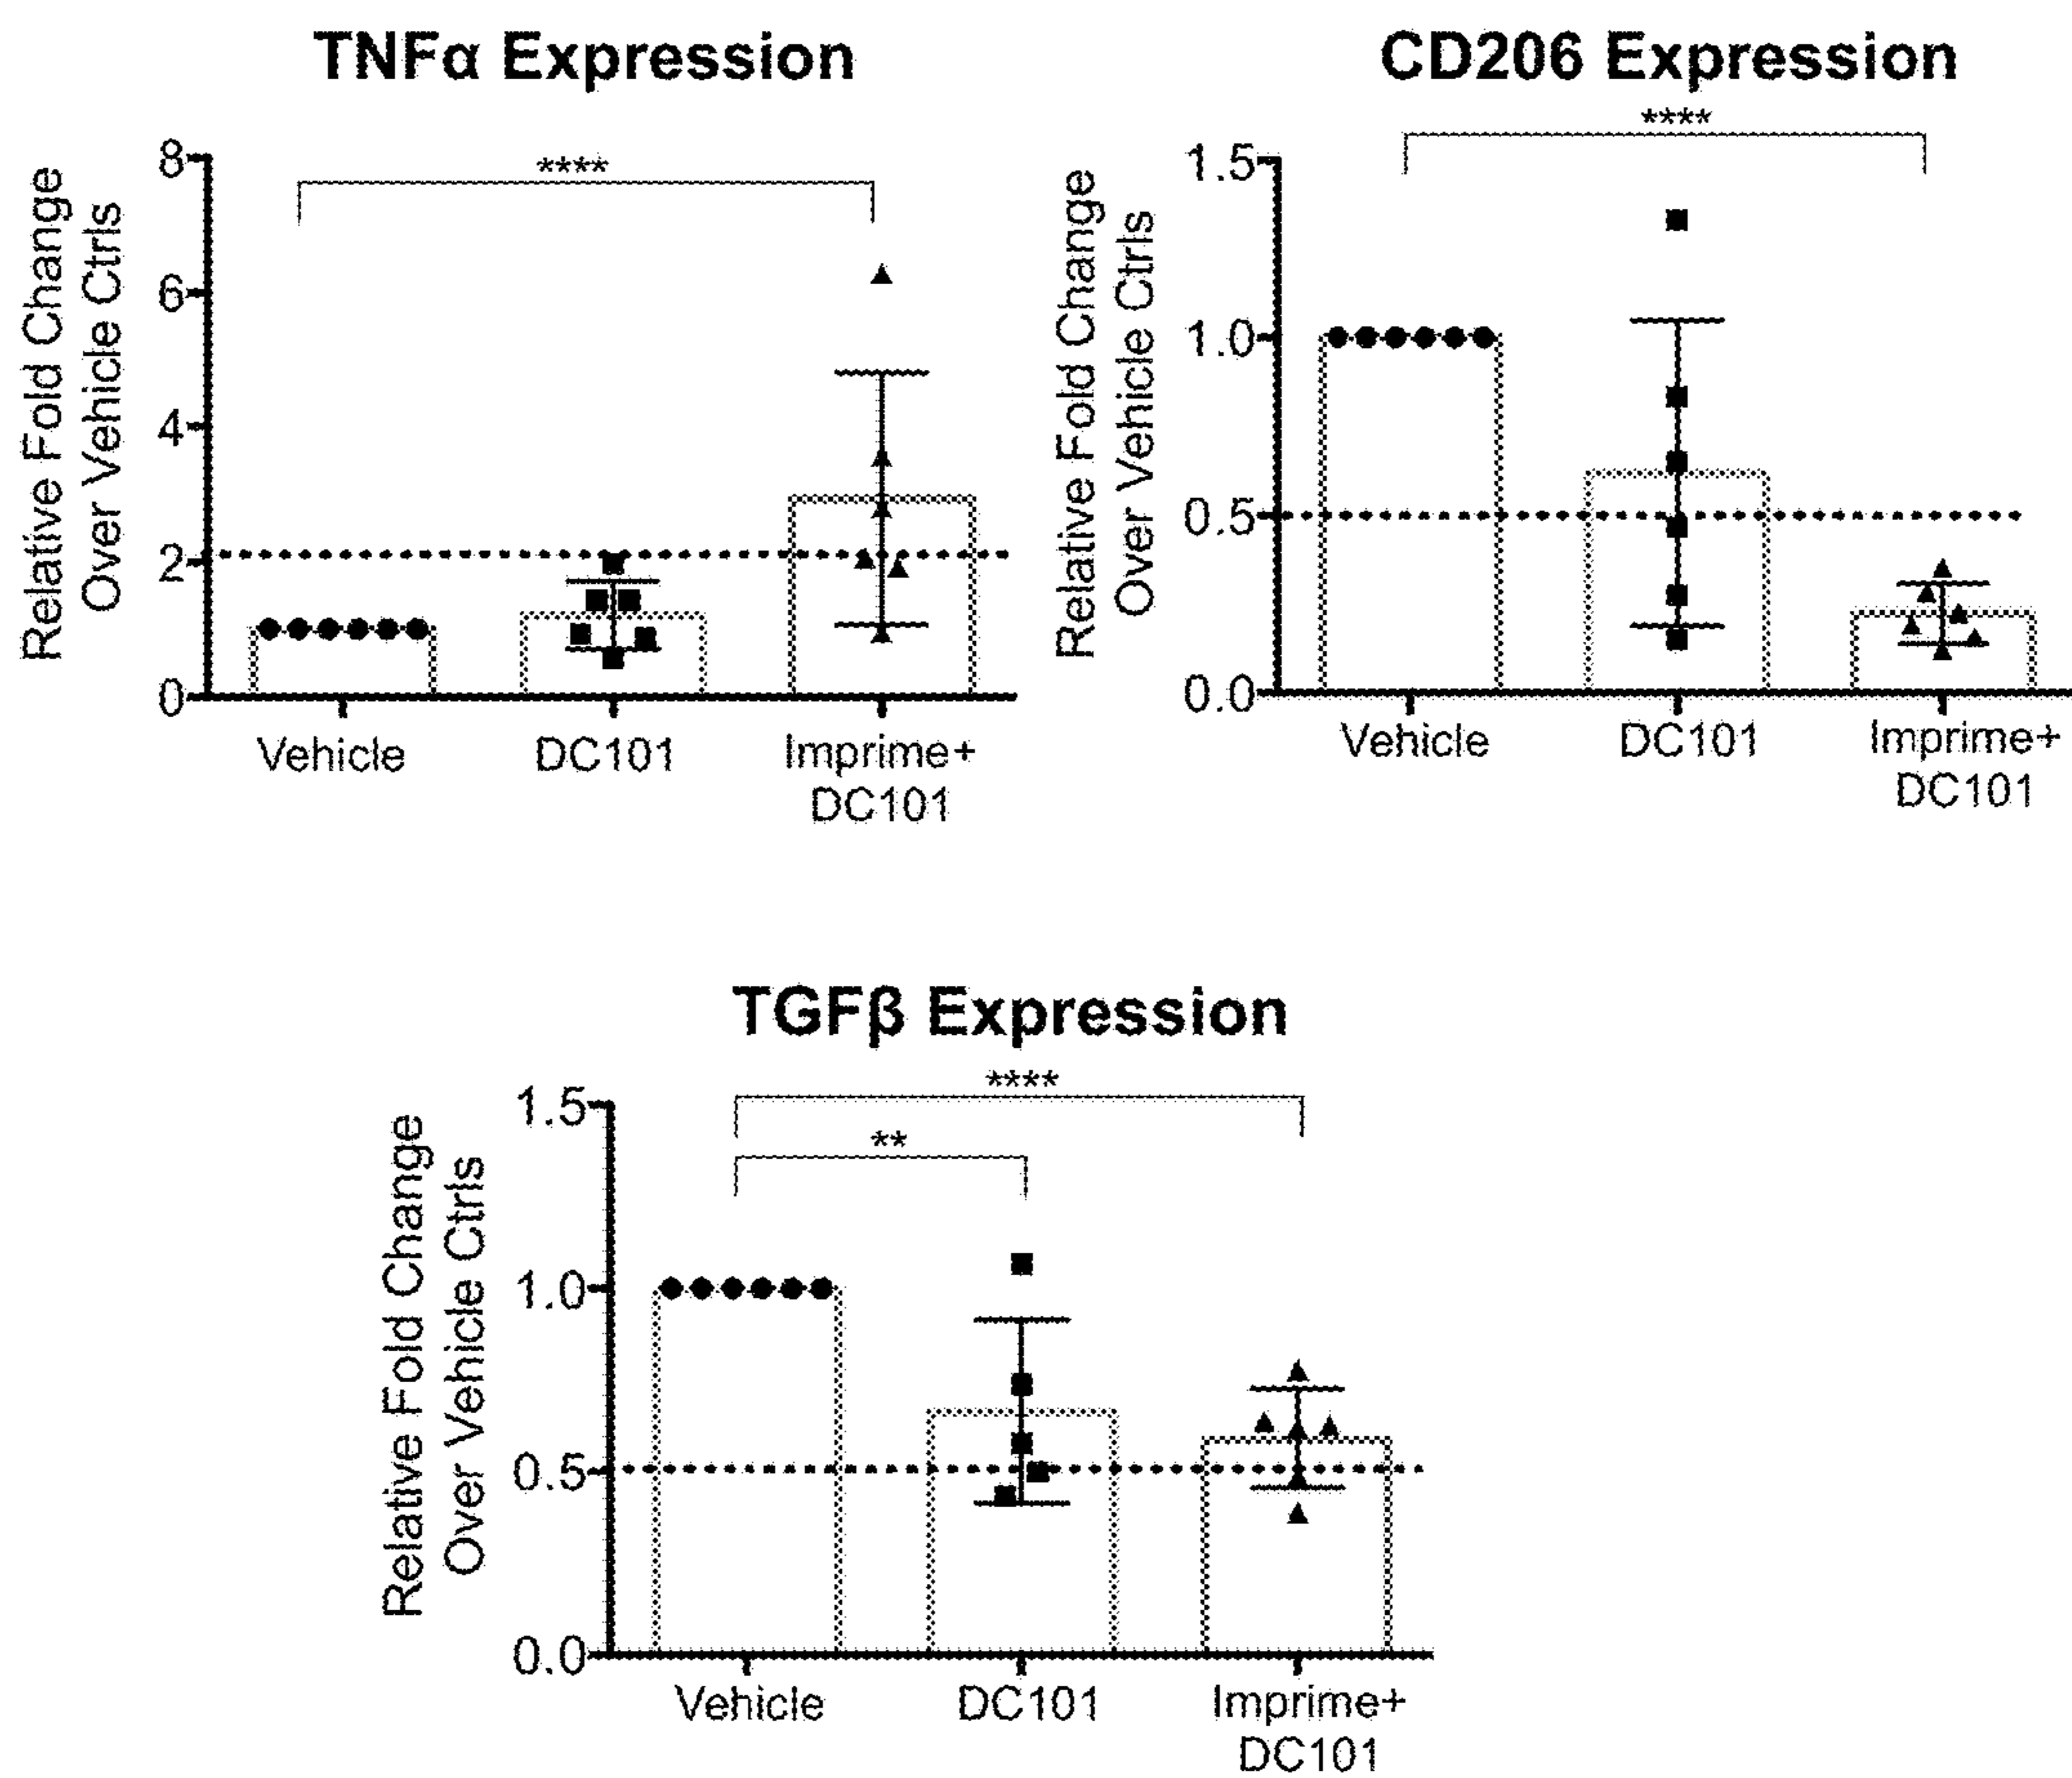 TNFα Expression
Relative Fold Change
Over Vehicle Ctrls
8
6
4
2
0
****
Vehicle
DC101
Imprime+
DC101
CD206 Expression
Relative Fold Change
Over Vehicle Ctrls
1.5
1.0
0.5
0.0
****
Vehicle
DC101
Imprime+
DC101
TGFβ Expression
Relative Fold Change
Over Vehicle Ctrls
1.5
1.0
0.5
0.0
****
**
Vehicle
DC101
Imprime+
DC101